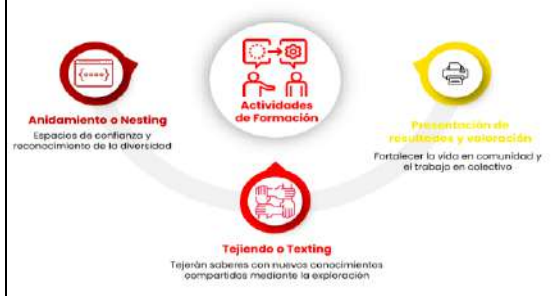 Actividades
de Formación
Anidamiento o Nesting
Espacios de confianza y
reconocimiento de la diversidad
Tejiendo o Texting
Tejerán saberes con nuevos conocimientos
compartidos mediante la exploración
Presentación de
resultados y valoración
Fortalecer la vida en comunidad y
el trabajo en colectivo